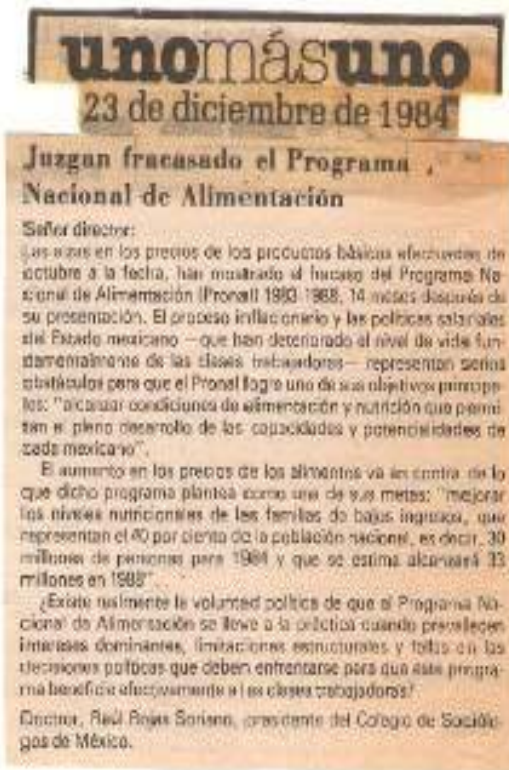 unomásuno
23 de diciembre de 1984
Juzgan fracasado el Programa
Nacional de Alimentación
Señor director:
Las alzas en los precios de los productos básicos efectuadas de
octubre a la fecha, han mostrado el fracaso del Programa Na-
cional de Alimentación (Pronal) 1983-1988, 14 meses después de
su presentación. El proceso inflacionario y las políticas salariales
del Estado mexicano —que han deteriorado el nivel de vida fun-
damentalmente de las clases trabajadoras— representan serios
obstáculos para que el Pronal logre uno de sus objetivos principa-
les: "alcanzar condiciones de alimentación y nutrición que permi-
tan el pleno desarrollo de las capacidades y potencialidades de
cada mexicano".
El aumento en los precios de los alimentos va en contra de lo
que dicho programa plantea como una de sus metas: "mejorar
los niveles nutricionales de las familias de bajos ingresos, que
representan el 40 por ciento de la población nacional, es decir, 30
millones de personas para 1984 y que se estima alcanzará 33
millones en 1988".
¿Existe realmente la voluntad política de que el Programa Na-
cional de Alimentación se lleve a la práctica cuando prevalecen
intereses dominantes, limitaciones estructurales y fallas en las
decisiones políticas que deben enfrentarse para que este progra-
ma beneficie efectivamente a las clases trabajadoras?
Doctor, Raúl Rojas Soriano, presidente del Colegio de Sociólo-
gos de México.